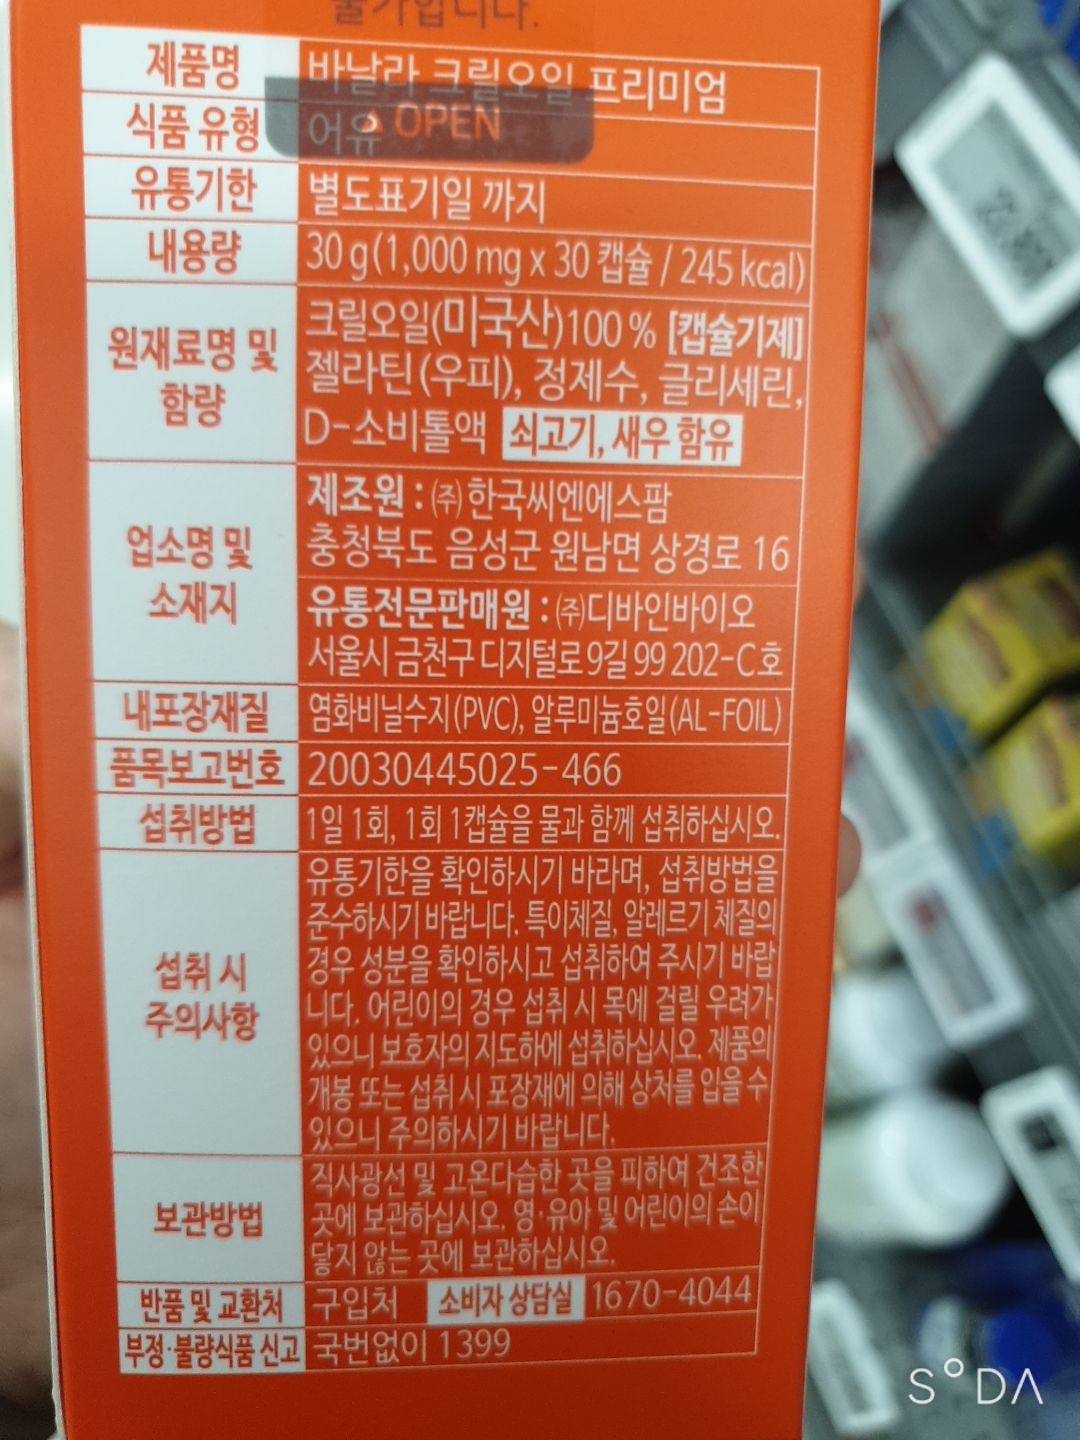 불가합니다.
제품명 바날라 크릴오일 프리미엄
▲ OPEN
식품 유형 어유
유통기한 별도표기일 까지
내용량 30 g(1,000 mg x 30 캡슐 / 245 kcal)
원재료명 및 함량
크릴오일(미국산)100 % [캡슐기제]
젤라틴(우피), 정제수, 글리세린,
D-소비톨액 쇠고기, 새우 함유
업소명 및 소재지
제조원 : ㈜한국씨엔에스팜
충청북도 음성군 원남면 상경로 16
유통전문판매원 : ㈜디바인바이오
서울시 금천구 디지털로9길 99 202-C호
내포장재질 염화비닐수지(PVC), 알루미늄호일(AL-FOIL)
품목보고번호 20030445025-466
섭취방법 1일 1회, 1회 1캡슐을 물과 함께 섭취하십시오.
섭취 시 주의사항
유통기한을 확인하시기 바라며, 섭취방법을
준수하시기 바랍니다. 특이체질, 알레르기 체질의
경우 성분을 확인하시고 섭취하여 주시기 바랍
니다. 어린이의 경우 섭취 시 목에 걸릴 우려가
있으니 보호자의 지도하에 섭취하십시오. 제품의
개봉 또는 섭취 시 포장재에 의해 상처를 입을 수
있으니 주의하시기 바랍니다.
보관방법
직사광선 및 고온다습한 곳을 피하여 건조한
곳에 보관하십시오. 영·유아 및 어린이의 손이
닿지 않는 곳에 보관하십시오.
반품 및 교환처 구입처 소비자 상담실 1670-4044
부정·불량식품 신고 국번없이 1399
SODA